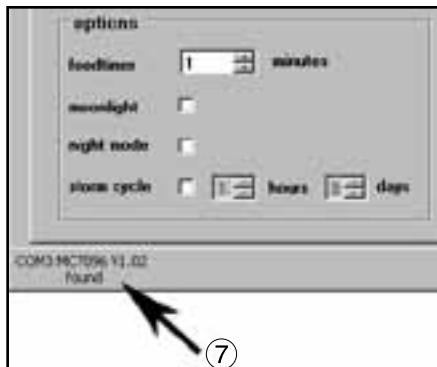 options
foodtimer 1 minutes
moonlight
night mode
storm cycle hours days
COM3 MC7096 V1.02
found
7